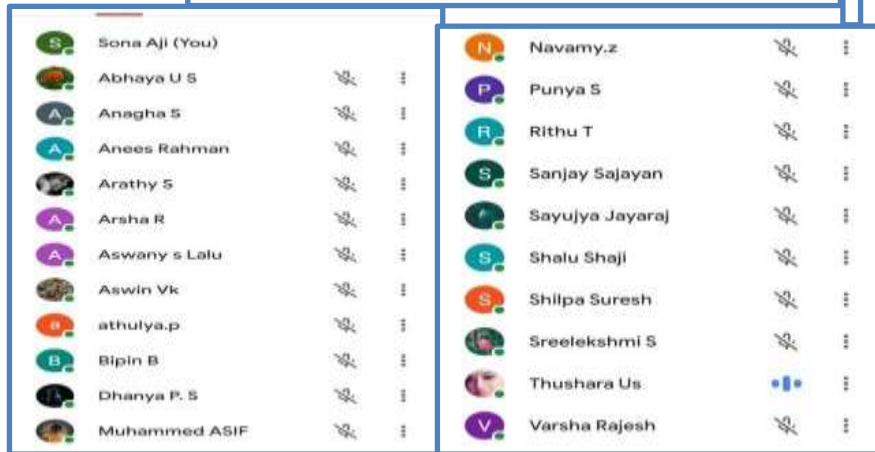 S Sona Aji (You)
Abhaya U S
A Anagha S
A Anees Rahman
Arathy S
A Arsha R
A Aswany s Lalu
Aswin Vk
a athulya.p
B Bipin B
Dhanya P. S
Muhammed ASIF
N Navamy.z
P Punya S
R Rithu T
S Sanjay Sajayan
Sayujya Jayaraj
S Shalu Shaji
S Shilpa Suresh
Sreelekshmi S
Thushara Us
V Varsha Rajesh